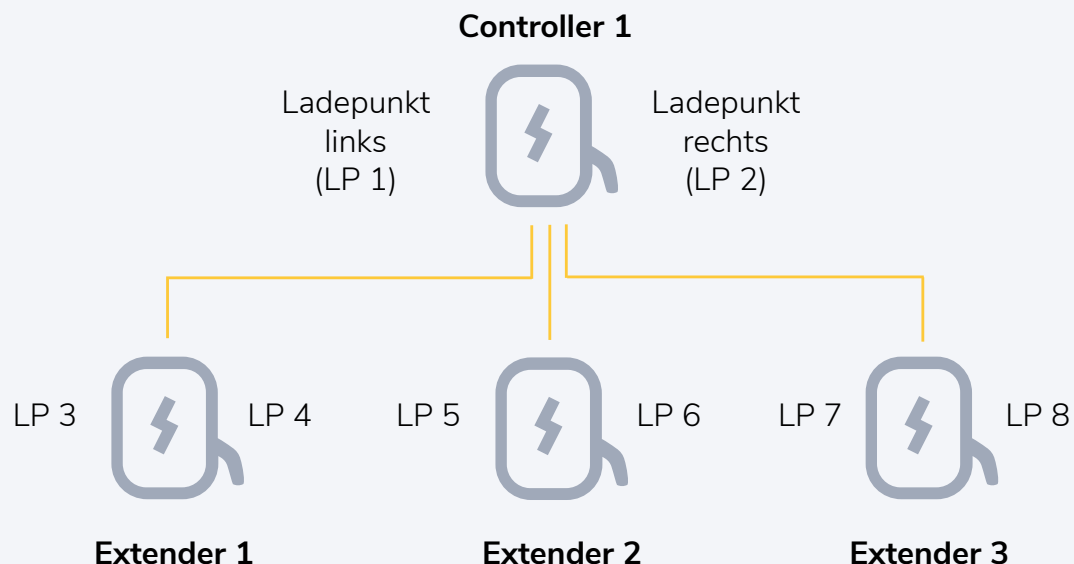 Controller 1
Ladepunkt
links
(LP 1)
Ladepunkt
rechts
(LP 2)
LP 3
LP 4
LP 5
LP 6
LP 7
LP 8
Extender 1
Extender 2
Extender 3